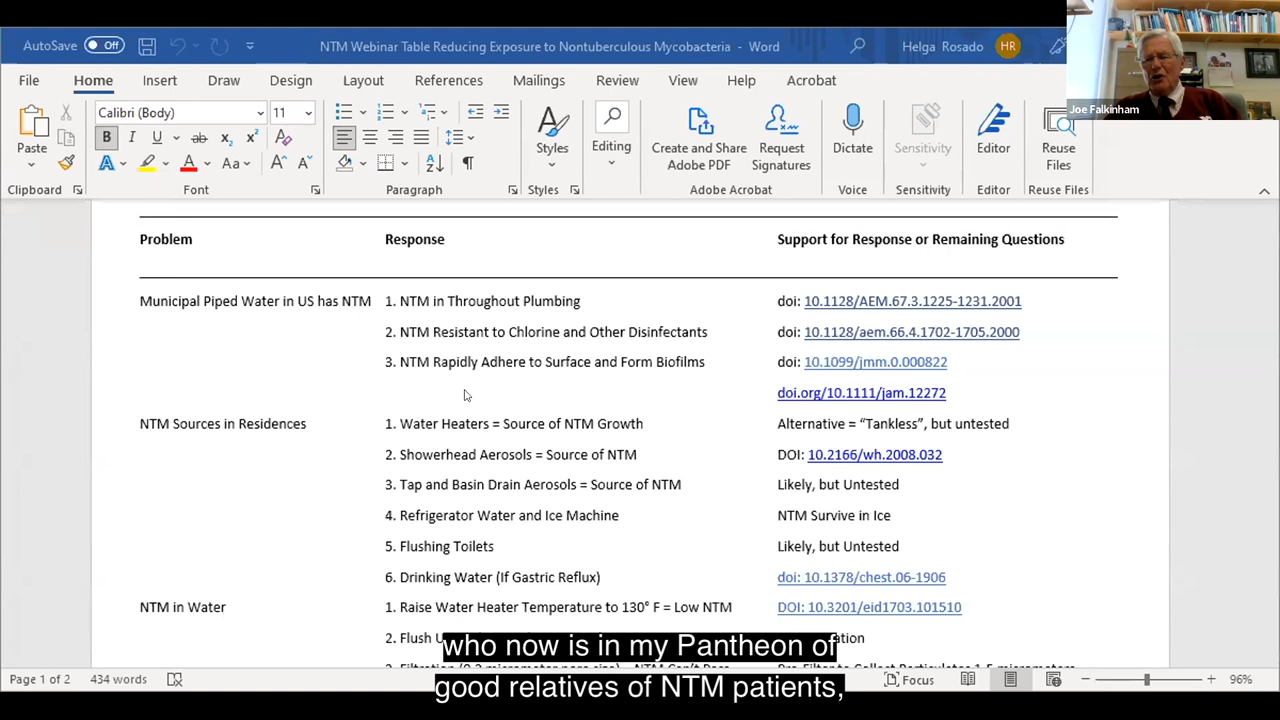 AutoSave Off NTM Webinar Table Reducing Exposure to Nontuberculous Mycobacteria - Word Helga Rosado HR
File Home Insert Draw Design Layout References Mailings Review View Help Acrobat
Joe Falkinham
Calibri (Body) 11
Paste Styles Editing Create and Share Adobe PDF Request Signatures Dictate Sensitivity Editor Reuse Files
Clipboard Font Paragraph Styles Adobe Acrobat Voice Sensitivity Editor Reuse Files
Problem Response Support for Response or Remaining Questions
Municipal Piped Water in US has NTM 1. NTM in Throughout Plumbing doi: 10.1128/AEM.67.3.1225-1231.2001
2. NTM Resistant to Chlorine and Other Disinfectants doi: 10.1128/aem.66.4.1702-1705.2000
3. NTM Rapidly Adhere to Surface and Form Biofilms doi: 10.1099/jmm.0.000822
doi.org/10.1111/jam.12272
NTM Sources in Residences 1. Water Heaters = Source of NTM Growth Alternative = “Tankless”, but untested
2. Showerhead Aerosols = Source of NTM DOI: 10.2166/wh.2008.032
3. Tap and Basin Drain Aerosols = Source of NTM Likely, but Untested
4. Refrigerator Water and Ice Machine NTM Survive in Ice
5. Flushing Toilets Likely, but Untested
6. Drinking Water (If Gastric Reflux) doi: 10.1378/chest.06-1906
NTM in Water 1. Raise Water Heater Temperature to 130° F = Low NTM DOI: 10.3201/eid1703.101510
2. Flush
who now is in my Pantheon of
good relatives of NTM patients,
Page 1 of 2 434 words Focus 96%